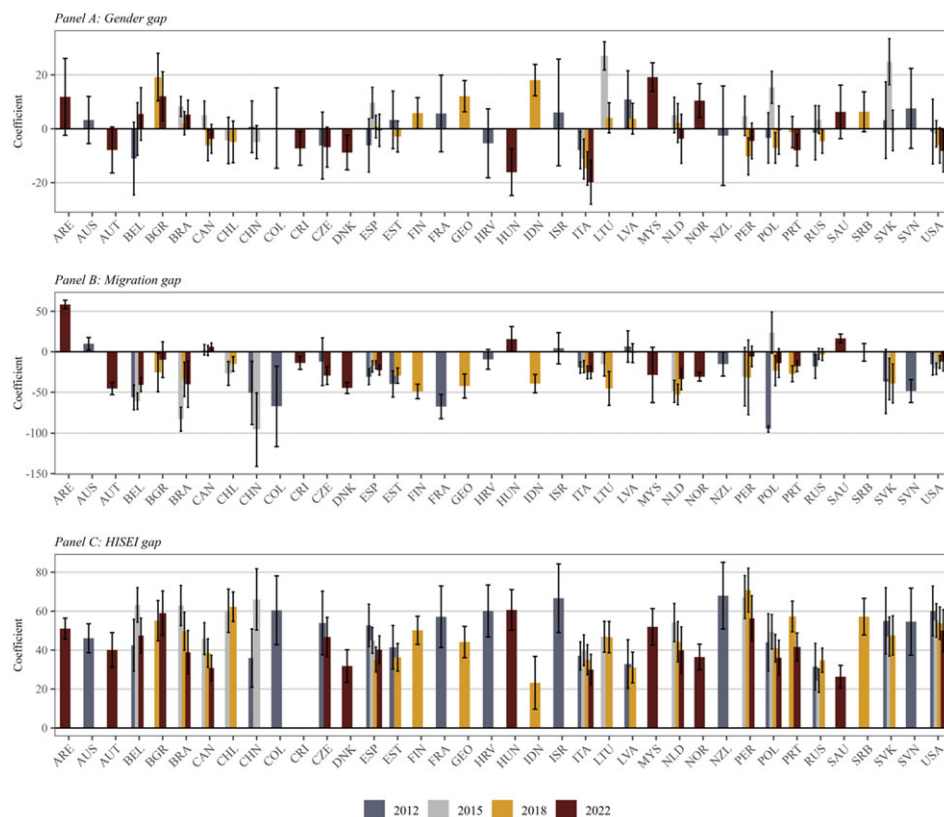 Panel A: Gender gap
Coefficient
20
0
-20
ARE AUS AUT BEL BGR BRA CAN CHL CHN COL CRI CZE DNK ESP EST FIN FRA GEO HRV HUN IDN ISR ITA LTU LVA MYS NLD NOR NZL PER POL PRT RUS SAU SRB SVK SVN USA
Panel B: Migration gap
Coefficient
50
0
-50
-100
-150
ARE AUS AUT BEL BGR BRA CAN CHL CHN COL CRI CZE DNK ESP EST FIN FRA GEO HRV HUN IDN ISR ITA LTU LVA MYS NLD NOR NZL PER POL PRT RUS SAU SRB SVK SVN USA
Panel C: HISEI gap
Coefficient
80
60
40
20
0
ARE AUS AUT BEL BGR BRA CAN CHL CHN COL CRI CZE DNK ESP EST FIN FRA GEO HRV HUN IDN ISR ITA LTU LVA MYS NLD NOR NZL PER POL PRT RUS SAU SRB SVK SVN USA
2012 2015 2018 2022